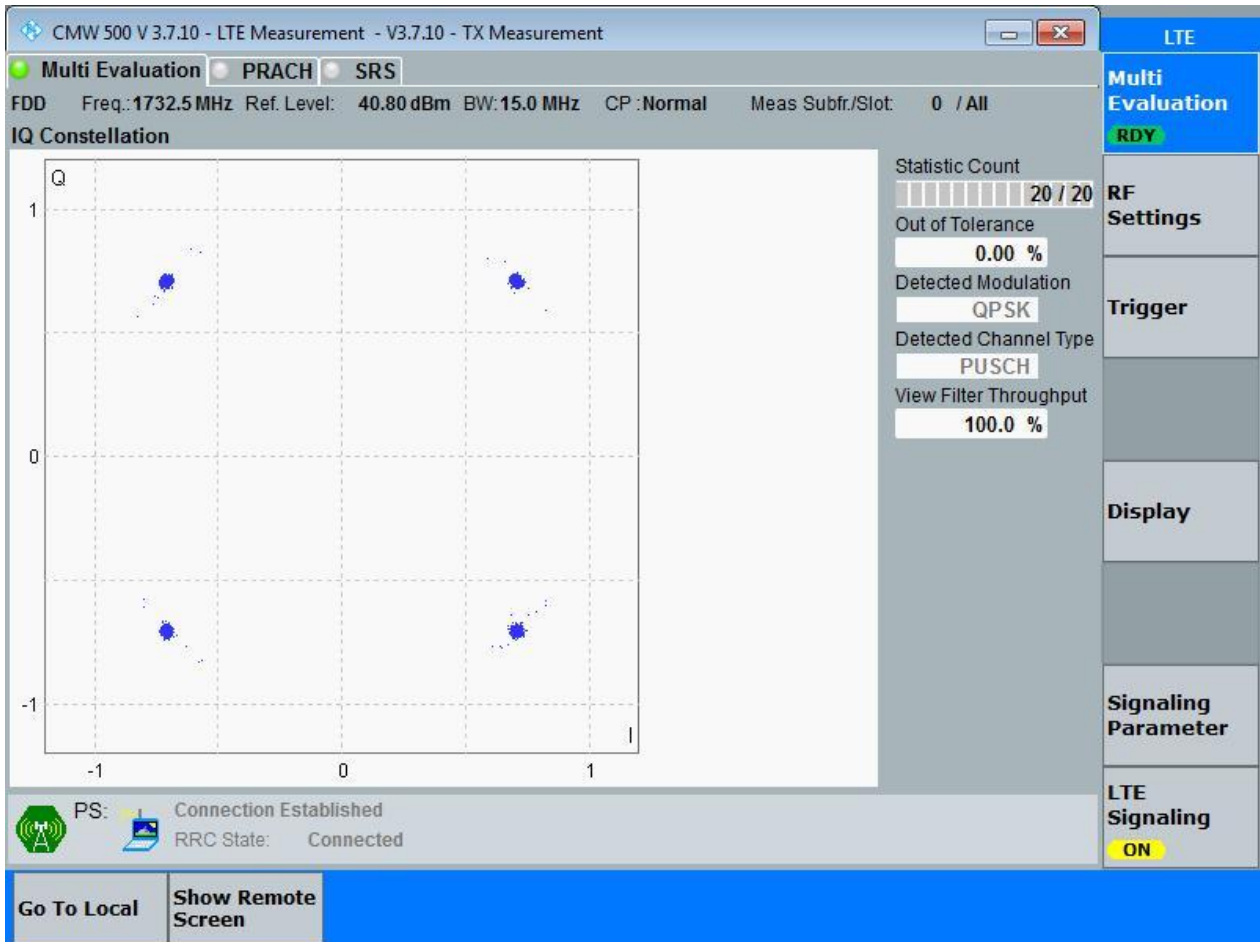 CMW 500 V 3.7.10 - LTE Measurement - V3.7.10 - TX Measurement
LTE
Multi Evaluation PRACH SRS
FDD Freq.: 1732.5 MHz Ref. Level: 40.80 dBm BW: 15.0 MHz CP : Normal Meas Subfr./Slot: 0 / All
IQ Constellation
Q
1
0
-1
I
-1 0 1
Statistic Count
20 / 20
Out of Tolerance
0.00 %
Detected Modulation
QPSK
Detected Channel Type
PUSCH
View Filter Throughput
100.0 %
Multi
Evaluation
RDY
RF
Settings
Trigger
Display
Signaling
Parameter
LTE
Signaling
ON
PS: Connection Established
RRC State: Connected
Go To Local
Show Remote
Screen